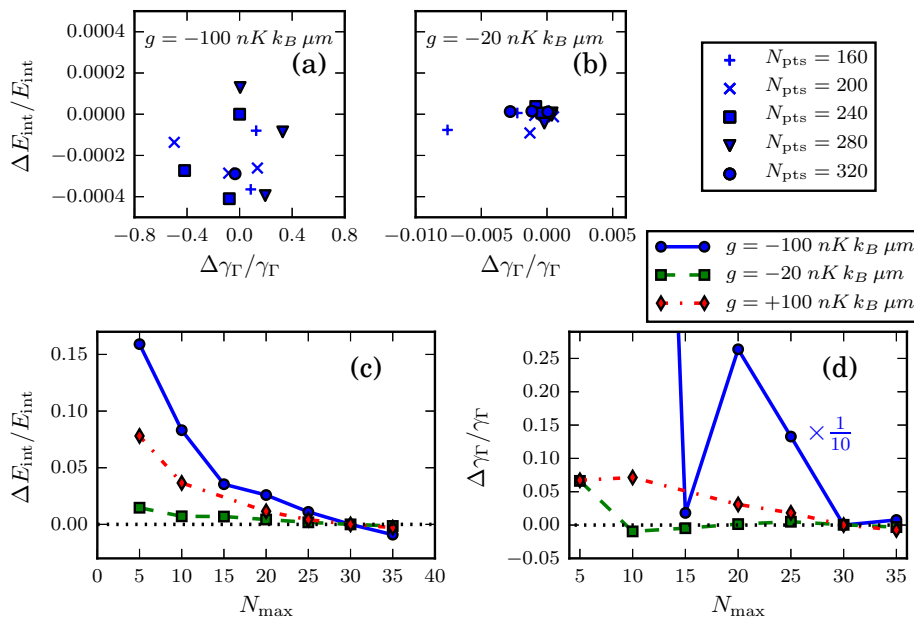 0.0004
0.0002
0.0000
−0.0002
−0.0004
ΔE_int/E_int
g = −100 nK k_B μm
(a)
−0.8 −0.4 0.0 0.4 0.8
Δγ_Γ/γ_Γ
g = −20 nK k_B μm
(b)
−0.010 −0.005 0.000 0.005
Δγ_Γ/γ_Γ
N_pts = 160
N_pts = 200
N_pts = 240
N_pts = 280
N_pts = 320
g = −100 nK k_B μm
g = −20 nK k_B μm
g = +100 nK k_B μm
0.15
0.10
0.05
0.00
ΔE_int/E_int
(c)
0 5 10 15 20 25 30 35 40
N_max
0.25
0.20
0.15
0.10
0.05
0.00
−0.05
Δγ_Γ/γ_Γ
(d)
× 1/10
5 10 15 20 25 30 35
N_max